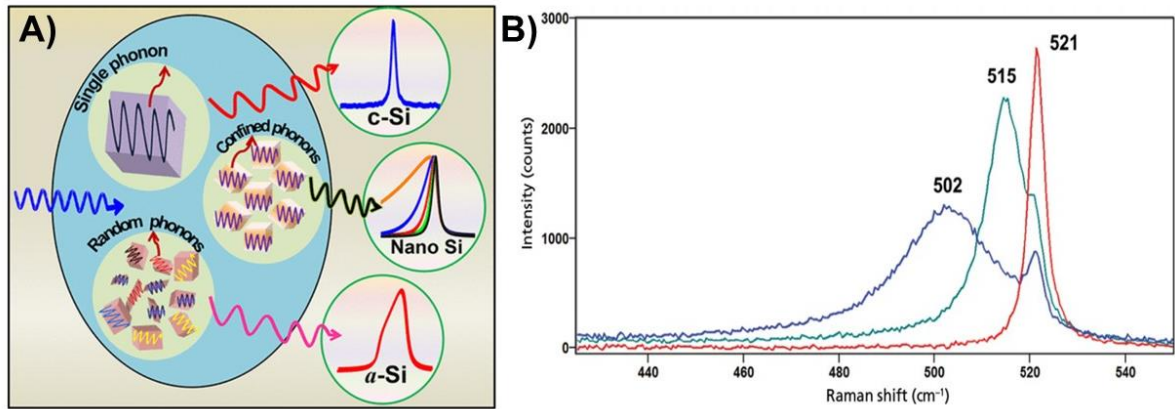 A)
Single phonon
c-Si
Confined phonons
Nano Si
Random phonons
a-Si
B)
3000
2000
1000
0
Intensity (counts)
502
515
521
440
460
480
500
520
540
Raman shift (cm⁻¹)